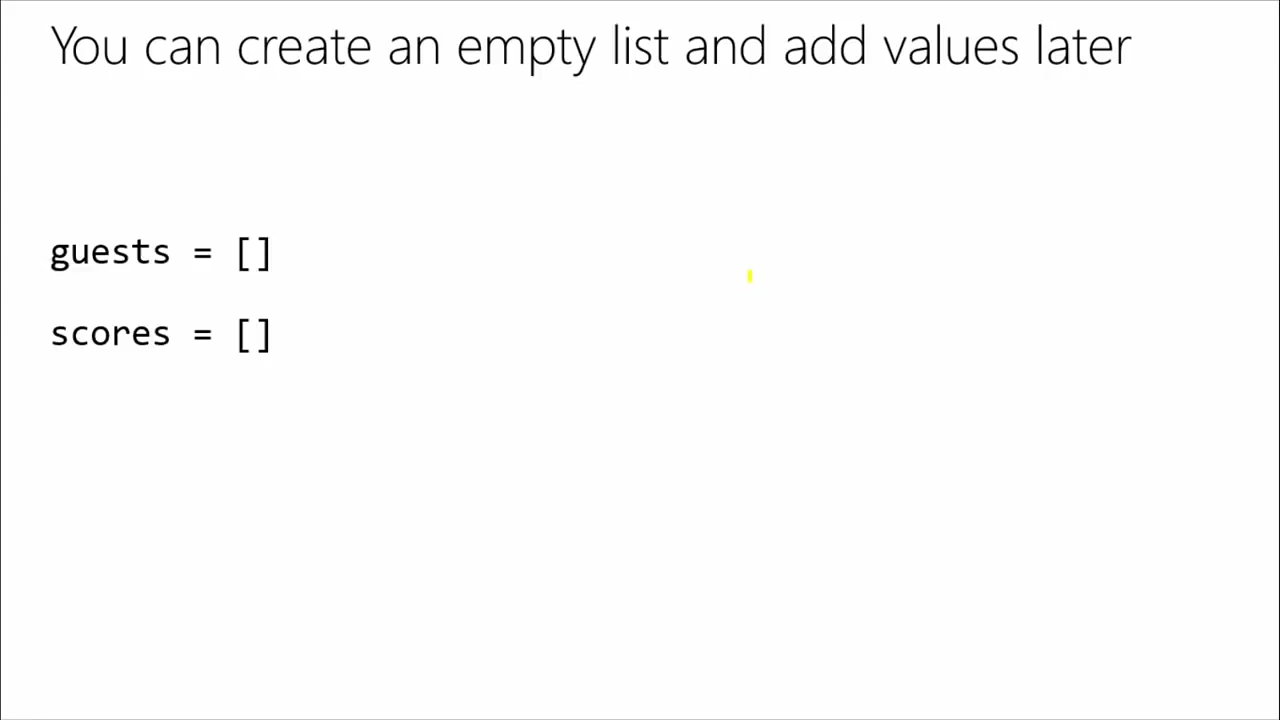 You can create an empty list and add values later
guests = []
scores = []